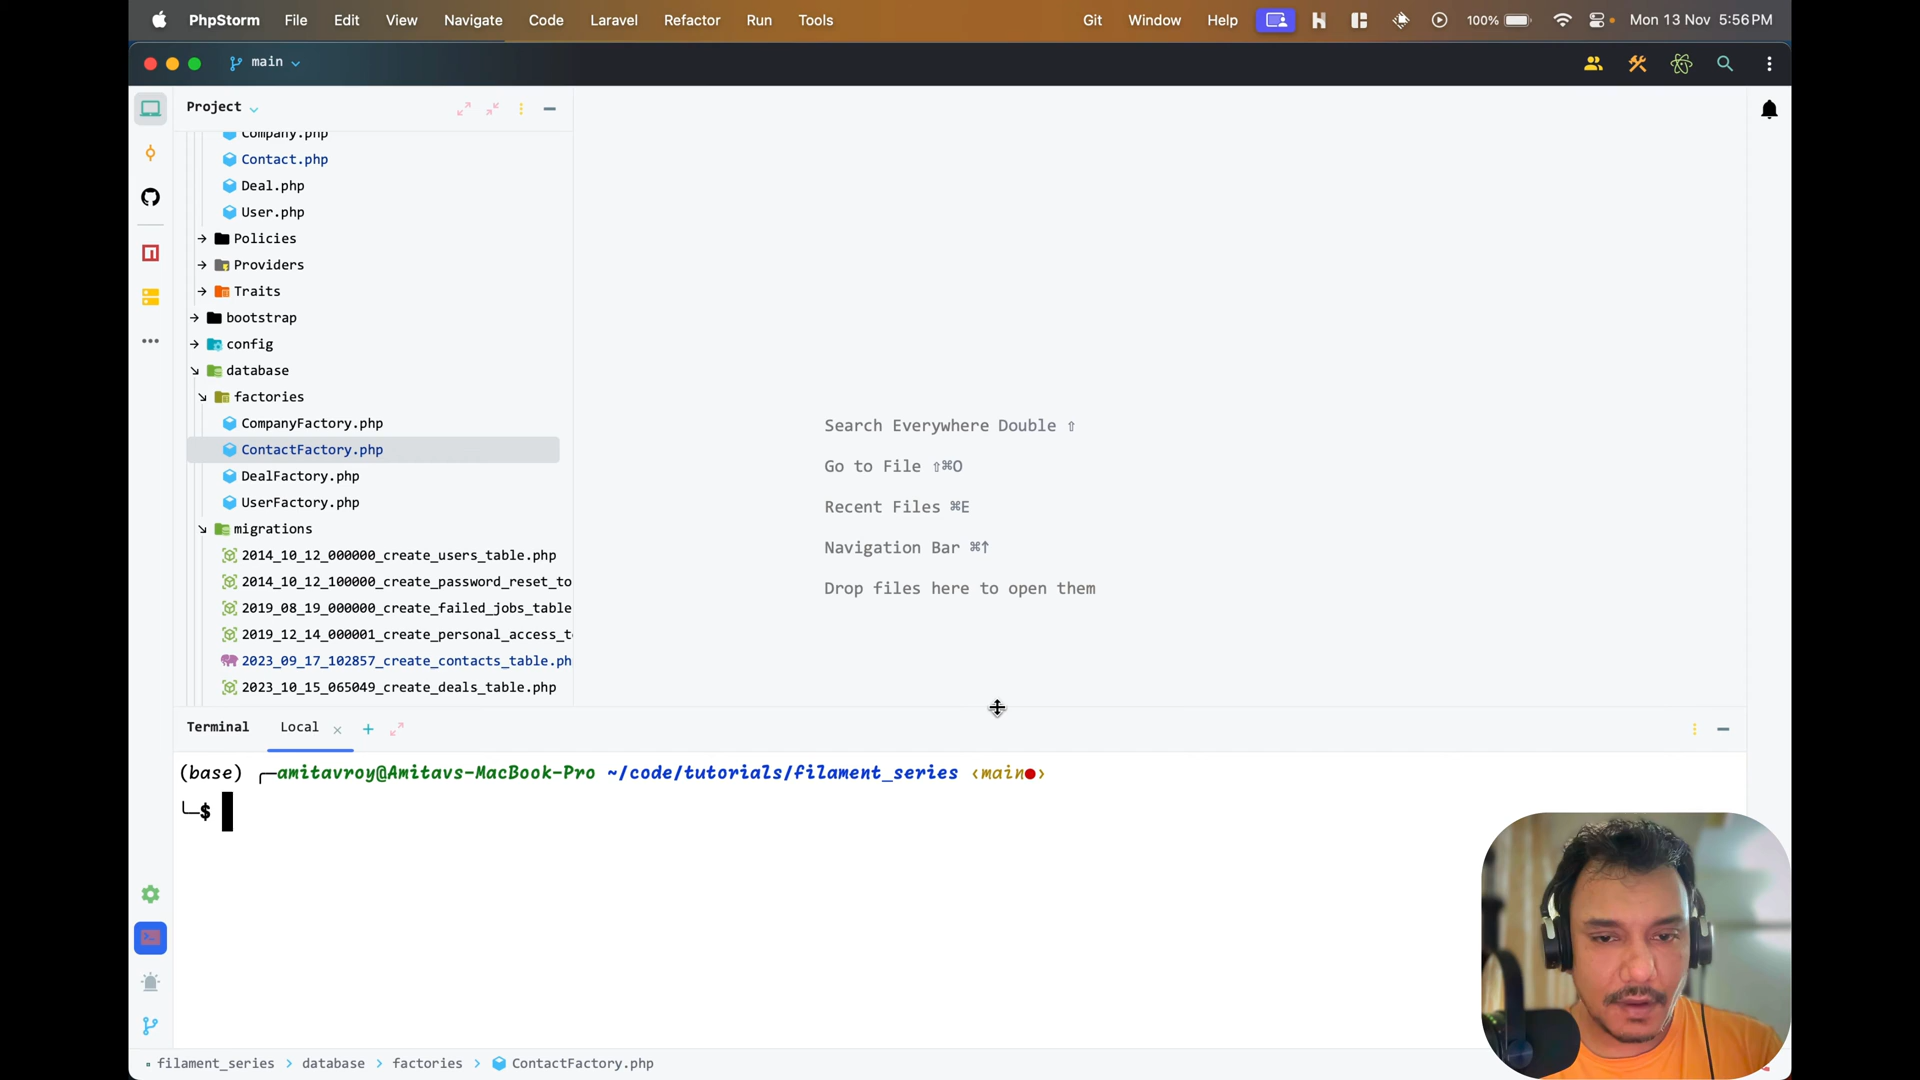 PhpStorm File Edit View Navigate Code Laravel Refactor Run Tools Git Window Help 100% Mon 13 Nov 5:56 PM
main
Project
Company.php
Contact.php
Deal.php
User.php
Policies
Providers
Traits
bootstrap
config
database
factories
CompanyFactory.php
ContactFactory.php
DealFactory.php
UserFactory.php
migrations
2014_10_12_000000_create_users_table.php
2014_10_12_100000_create_password_reset_to
2019_08_19_000000_create_failed_jobs_table
2019_12_14_000001_create_personal_access_t
2023_09_17_102857_create_contacts_table.ph
2023_10_15_065049_create_deals_table.php
Search Everywhere Double ⇧
Go to File ⇧⌘O
Recent Files ⌘E
Navigation Bar ⌘↑
Drop files here to open them
Terminal Local × +
(base) ╭─amitavroy@Amitavs-MacBook-Pro ~/code/tutorials/filament_series ‹main●›
╰─$
filament_series > database > factories > ContactFactory.php